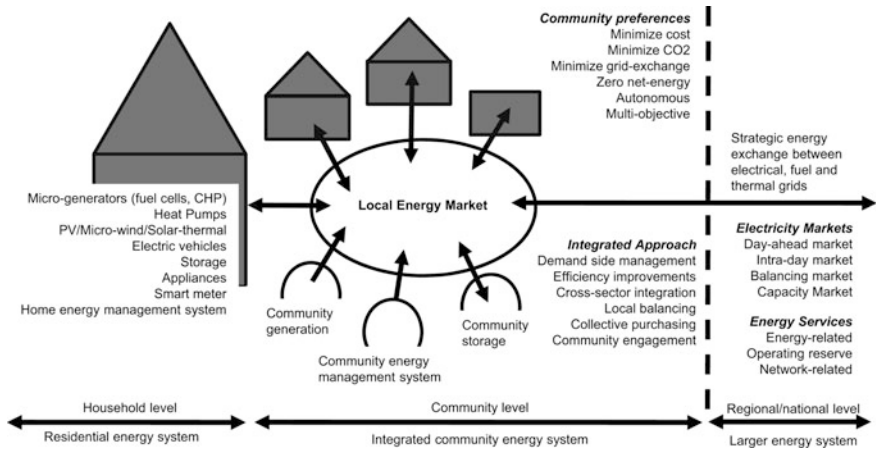 Community preferences
Minimize cost
Minimize CO2
Minimize grid-exchange
Zero net-energy
Autonomous
Multi-objective
Strategic energy
exchange between
electrical, fuel and
thermal grids
Micro-generators (fuel cells, CHP)
Heat Pumps
PV/Micro-wind/Solar-thermal
Electric vehicles
Storage
Appliances
Smart meter
Home energy management system
Local Energy Market
Integrated Approach
Demand side management
Efficiency improvements
Cross-sector integration
Local balancing
Collective purchasing
Community engagement
Electricity Markets
Day-ahead market
Intra-day market
Balancing market
Capacity Market
Energy Services
Energy-related
Operating reserve
Network-related
Community
generation
Community energy
management system
Community
storage
Household level
Residential energy system
Community level
Integrated community energy system
Regional/national level
Larger energy system